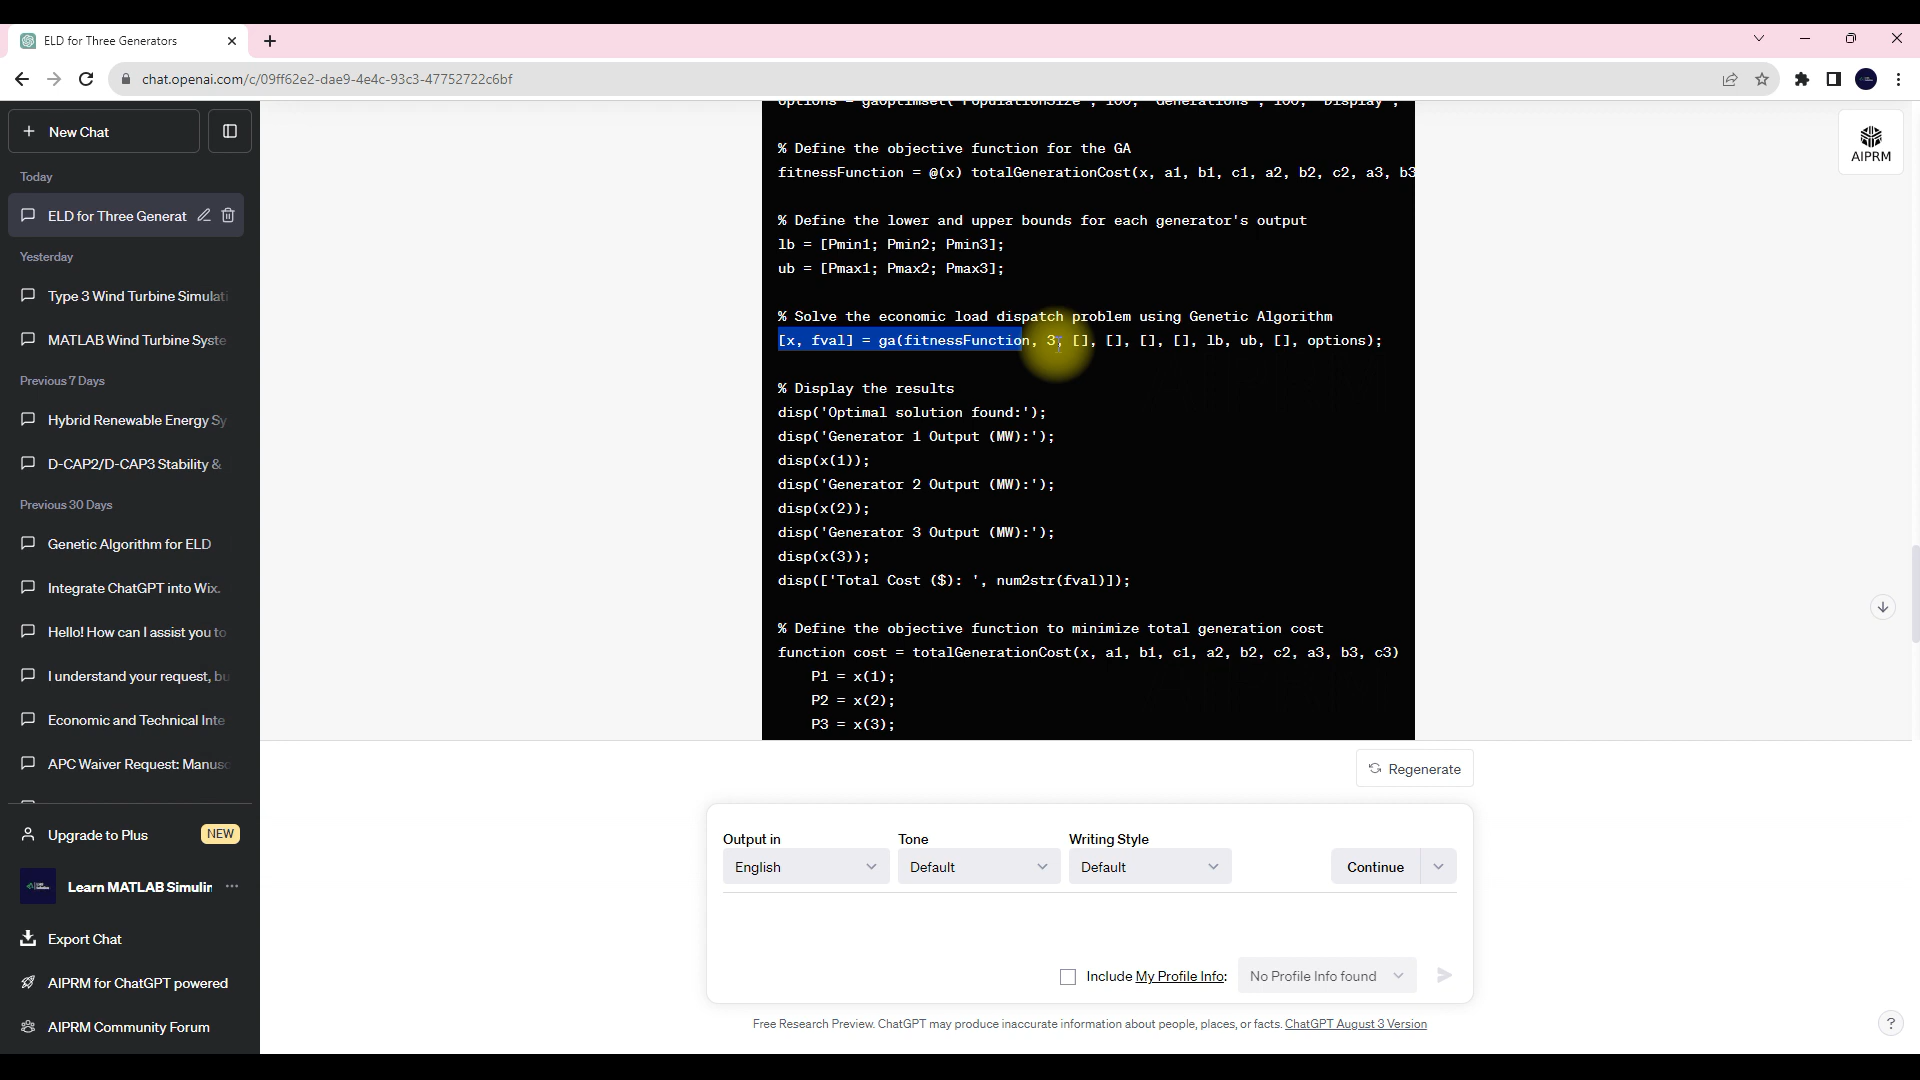 ELD for Three Generators
chat.openai.com/c/09ff62e2-dae9-4e4c-93c3-47752722c6bf
New Chat
Today
ELD for Three Generat
Yesterday
Type 3 Wind Turbine Simulati
MATLAB Wind Turbine Syste
Previous 7 Days
Hybrid Renewable Energy Sy
D-CAP2/D-CAP3 Stability &
Previous 30 Days
Genetic Algorithm for ELD
Integrate ChatGPT into Wix.
Hello! How can I assist you to
I understand your request, bu
Economic and Technical Inte
APC Waiver Request: Manusc
Upgrade to Plus NEW
Learn MATLAB Simulin ...
Export Chat
AIPRM for ChatGPT powered
AIPRM Community Forum
options = gaoptimset('PopulationSize', 100, 'Generations', 100, 'Display',
% Define the objective function for the GA
fitnessFunction = @(x) totalGenerationCost(x, a1, b1, c1, a2, b2, c2, a3, b3
% Define the lower and upper bounds for each generator's output
lb = [Pmin1; Pmin2; Pmin3];
ub = [Pmax1; Pmax2; Pmax3];
% Solve the economic load dispatch problem using Genetic Algorithm
[x, fval] = ga(fitnessFunction, 3, [], [], [], [], lb, ub, [], options);
% Display the results
disp('Optimal solution found:');
disp('Generator 1 Output (MW):');
disp(x(1));
disp('Generator 2 Output (MW):');
disp(x(2));
disp('Generator 3 Output (MW):');
disp(x(3));
disp(['Total Cost ($): ', num2str(fval)]);
% Define the objective function to minimize total generation cost
function cost = totalGenerationCost(x, a1, b1, c1, a2, b2, c2, a3, b3, c3)
P1 = x(1);
P2 = x(2);
P3 = x(3);
AIPRM
Regenerate
Output in Tone Writing Style
English Default Default Continue
Include My Profile Info: No Profile Info found
Free Research Preview. ChatGPT may produce inaccurate information about people, places, or facts. ChatGPT August 3 Version
?